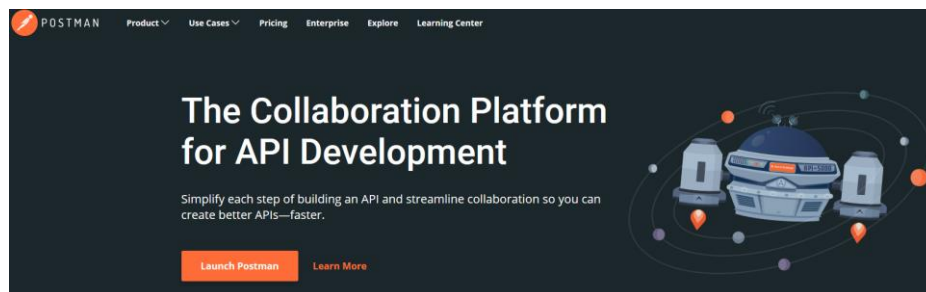 POSTMAN Product Use Cases Pricing Enterprise Explore Learning Center
The Collaboration Platform
for API Development
Simplify each step of building an API and streamline collaboration so you can
create better APIs—faster.
Launch Postman Learn More